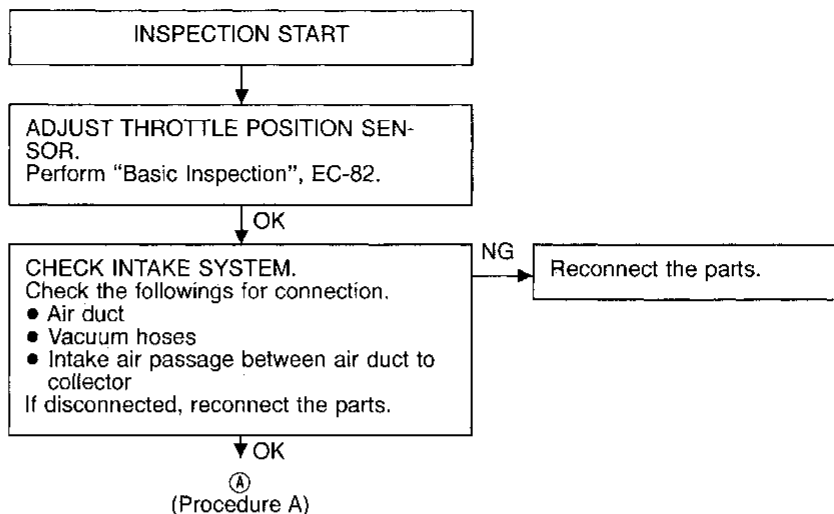 INSPECTION START
ADJUST THROTTLE POSITION SEN-
SOR.
Perform "Basic Inspection", EC-82.
OK
CHECK INTAKE SYSTEM.
Check the followings for connection.
● Air duct
● Vacuum hoses
● Intake air passage between air duct to
collector
If disconnected, reconnect the parts.
NG
Reconnect the parts.
OK
Ⓐ
(Procedure A)